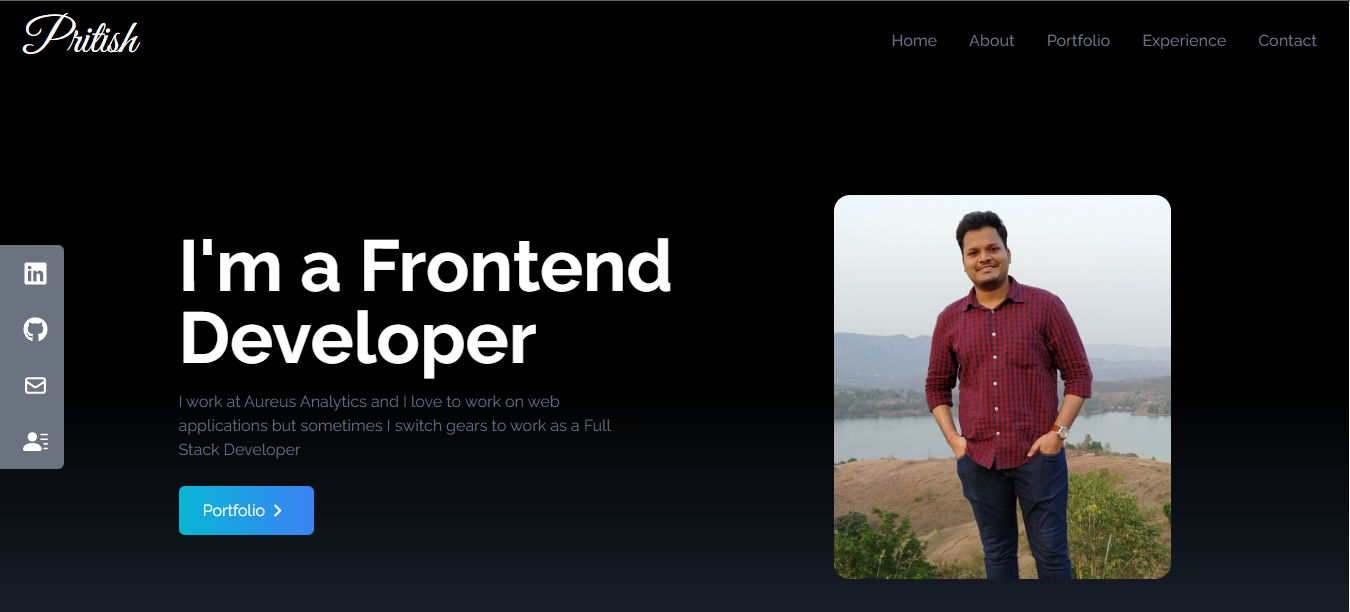 Pritish
Home About Portfolio Experience Contact
I'm a Frontend
Developer
I work at Aureus Analytics and I love to work on web
applications but sometimes I switch gears to work as a Full
Stack Developer
Portfolio
in